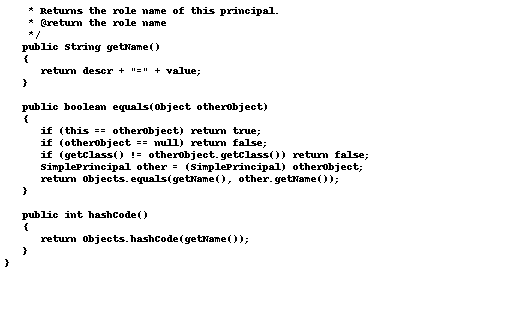 * Returns the role name of this principal.
    * @return the role name
    */
   public String getName()
   {
      return descr + "=" + value;
   }

   public boolean equals(Object otherObject)
   {
      if (this == otherObject) return true;
      if (otherObject == null) return false;
      if (getClass() != otherObject.getClass()) return false;
      SimplePrincipal other = (SimplePrincipal) otherObject;
      return Objects.equals(getName(), other.getName());
   }

   public int hashCode()
   {
      return Objects.hashCode(getName());
   }
}